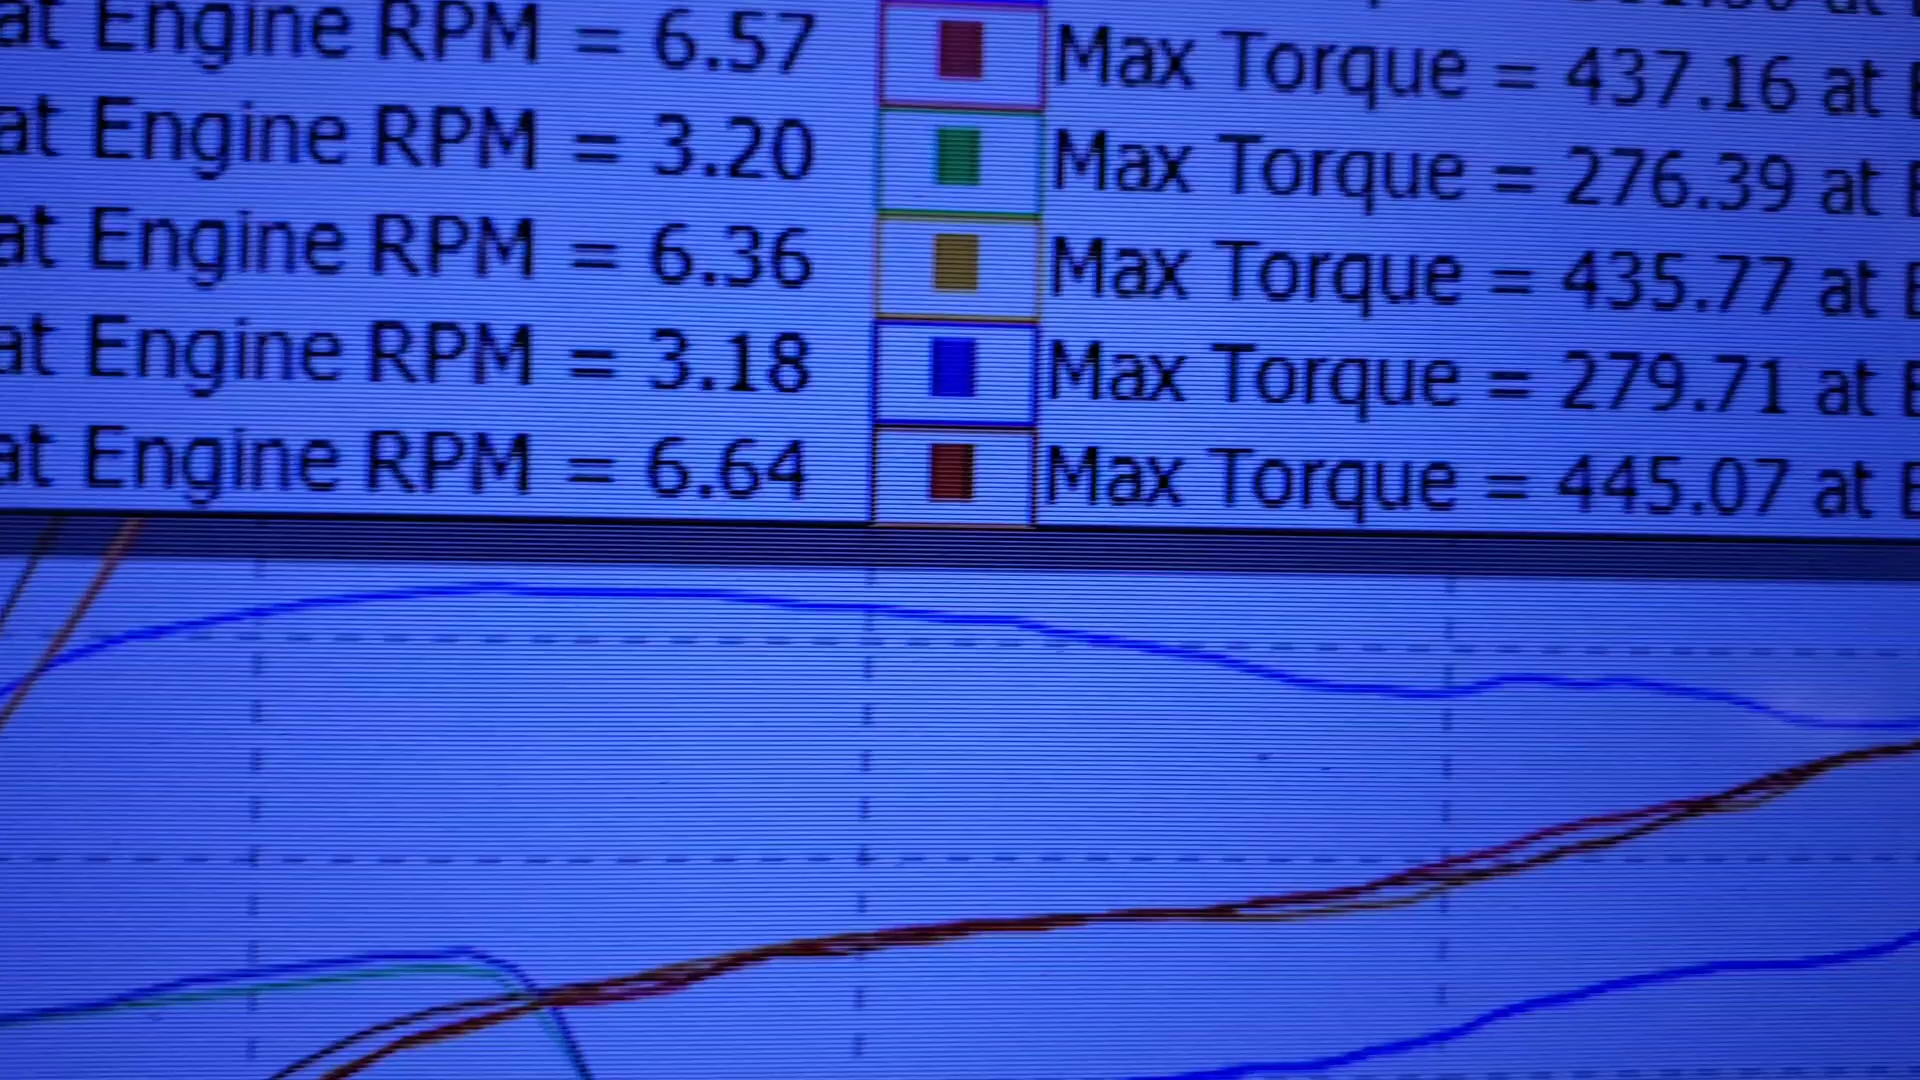 at Engine RPM = 6.57 Max Torque = 437.16 at
at Engine RPM = 3.20 Max Torque = 276.39 at
at Engine RPM = 6.36 Max Torque = 435.77 at
at Engine RPM = 3.18 Max Torque = 279.71 at
at Engine RPM = 6.64 Max Torque = 445.07 at